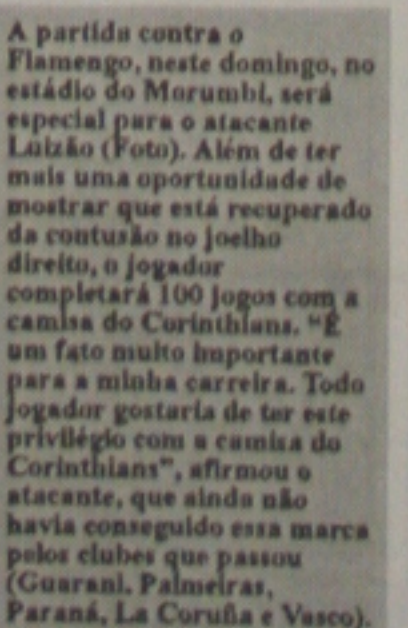 A partida contra o
Flamengo, neste domingo, no
estádio do Morumbi, será
especial para o atacante
Luizão (Foto). Além de ter
mais uma oportunidade de
mostrar que está recuperado
da contusão no joelho
direito, o jogador
completará 100 jogos com a
camisa do Corinthians. “É
um fato muito importante
para a minha carreira. Todo
jogador gostaria de ter este
privilégio com a camisa do
Corinthians”, afirmou o
atacante, que ainda não
havia conseguido essa marca
pelos clubes que passou
(Guarani, Palmeiras,
Paraná, La Coruña e Vasco).